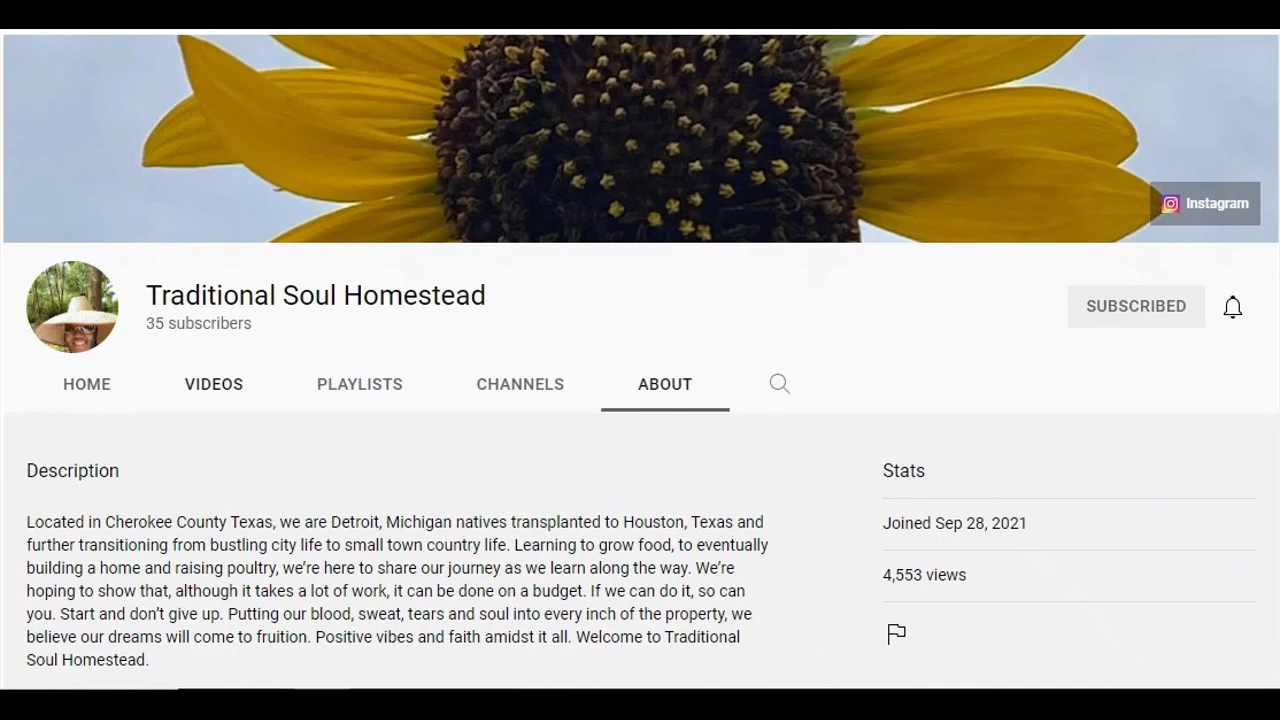 Instagram
Traditional Soul Homestead
35 subscribers
SUBSCRIBED
HOME
VIDEOS
PLAYLISTS
CHANNELS
ABOUT
Description
Located in Cherokee County Texas, we are Detroit, Michigan natives transplanted to Houston, Texas and
further transitioning from bustling city life to small town country life. Learning to grow food, to eventually
building a home and raising poultry, we’re here to share our journey as we learn along the way. We’re
hoping to show that, although it takes a lot of work, it can be done on a budget. If we can do it, so can
you. Start and don’t give up. Putting our blood, sweat, tears and soul into every inch of the property, we
believe our dreams will come to fruition. Positive vibes and faith amidst it all. Welcome to Traditional
Soul Homestead.
Stats
Joined Sep 28, 2021
4,553 views